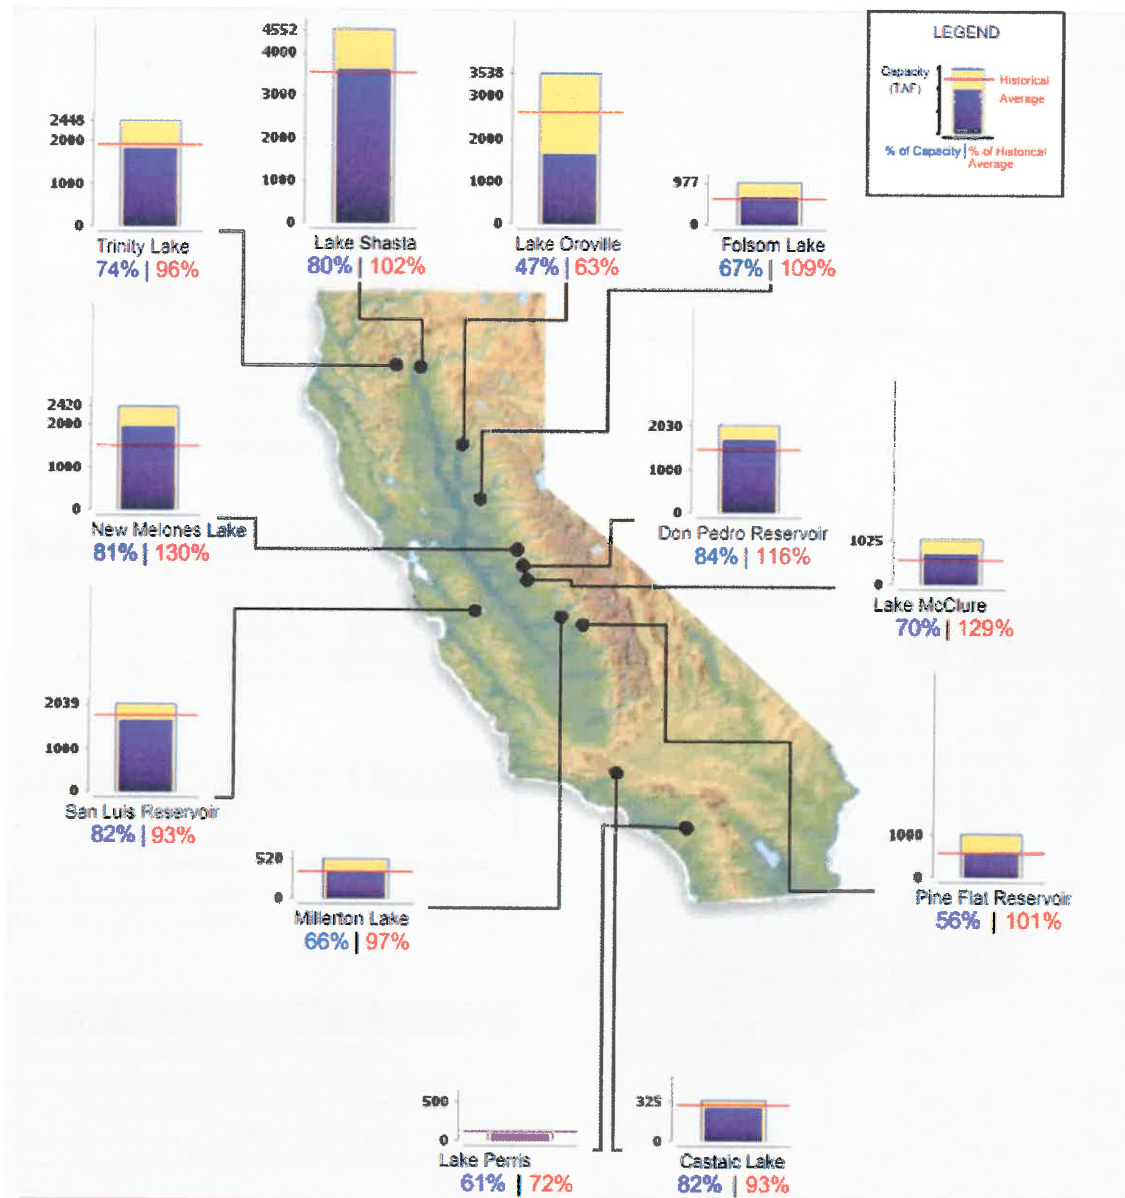 LEGEND
Capacity
(TAF)
Historical
Average
% of Capacity | % of Historical
Average
2448
2000
1000
0
Trinity Lake
74% | 96%
4552
4000
3000
2000
1000
0
Lake Shasta
80% | 102%
3538
3000
2000
1000
0
Lake Oroville
47% | 63%
977
0
Folsom Lake
67% | 109%
2420
2000
1000
0
New Melones Lake
81% | 130%
2030
1000
0
Don Pedro Reservoir
84% | 116%
1025
0
Lake McClure
70% | 129%
2039
1000
0
San Luis Reservoir
82% | 93%
520
0
Millerton Lake
66% | 97%
1000
0
Pine Flat Reservoir
56% | 101%
500
0
Lake Perris
61% | 72%
325
0
Castaic Lake
82% | 93%